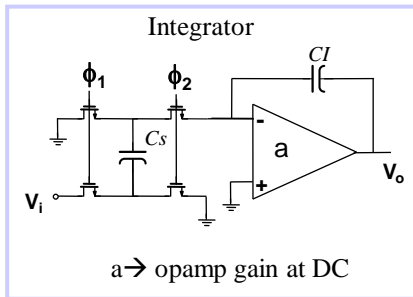 Integrator
ϕ1 ϕ2
CI
Cs
-
a
+
Vi
Vo
a→ opamp gain at DC